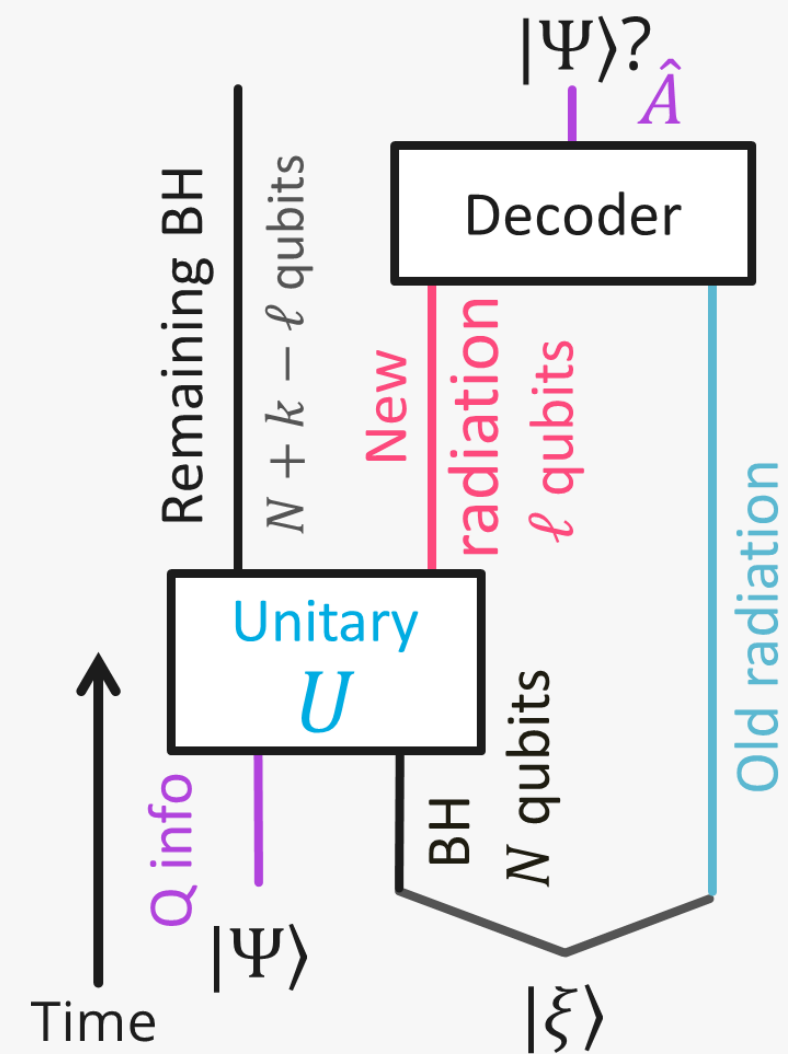 |Ψ⟩?
Â
Decoder
Remaining BH
N + k − ℓ qubits
New
radiation
ℓ qubits
Old radiation
Unitary
U
Q info
BH
N qubits
|Ψ⟩
|ξ⟩
Time